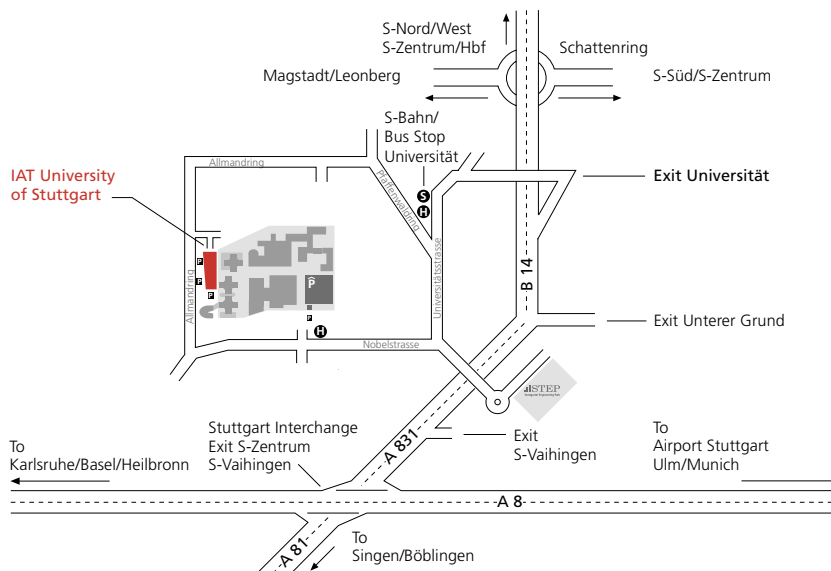 S-Nord/West
S-Zentrum/Hbf
Schattenring
Magstadt/Leonberg
S-Süd/S-Zentrum
S-Bahn/
Bus Stop
Universität
Allmandring
IAT University
of Stuttgart
Pfaffenwaldring
S
H
Exit Universität
Universitätsstrasse
P
P
P
P
P
Allmandring
B 14
H
Nobelstrasse
Exit Unterer Grund
STEP
Stuttgart Interchange
Exit S-Zentrum
S-Vaihingen
A 831
Exit
S-Vaihingen
To
Karlsruhe/Basel/Heilbronn
To
Airport Stuttgart
Ulm/Munich
A 8
A 81
To
Singen/Böblingen